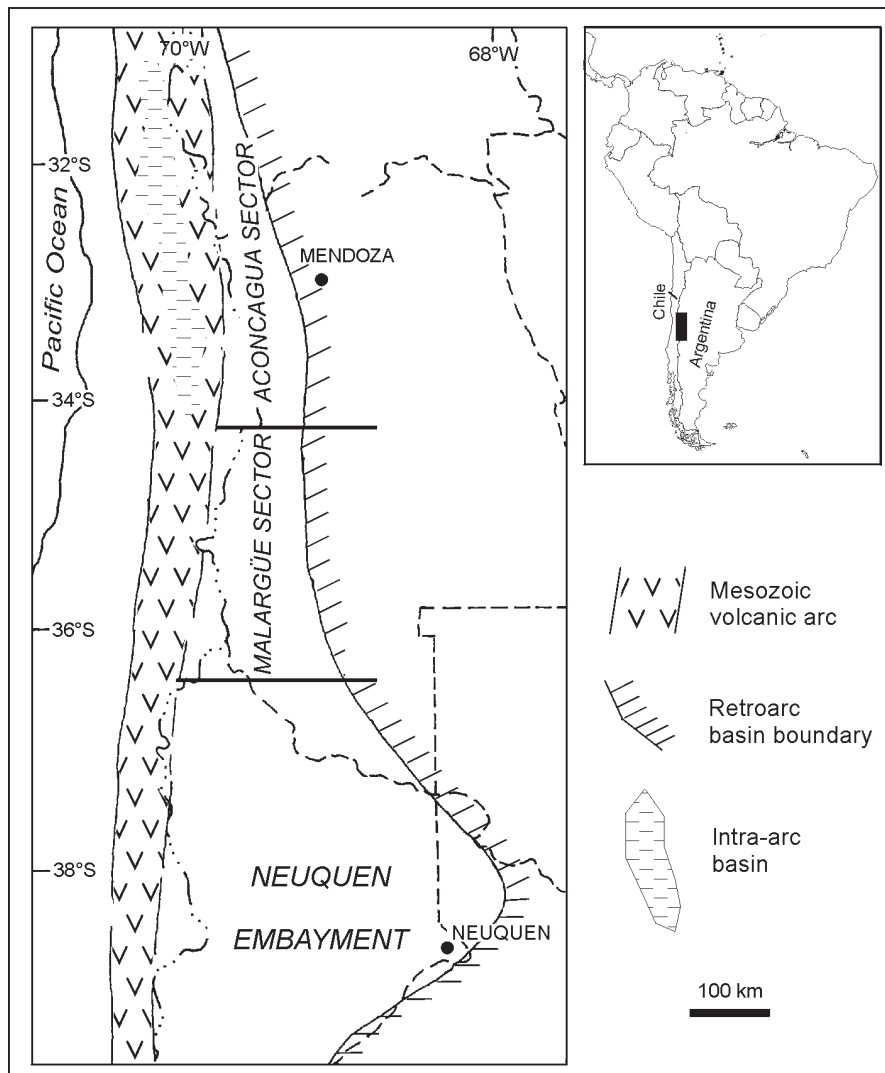 70°W
68°W
32°S
34°S
36°S
38°S
Pacific Ocean
ACONCAGUA SECTOR
MENDOZA
MALARGÜE SECTOR
NEUQUEN
EMBAYMENT
NEUQUEN
Chile
Argentina
Mesozoic
volcanic arc
Retroarc
basin boundary
Intra-arc
basin
100 km